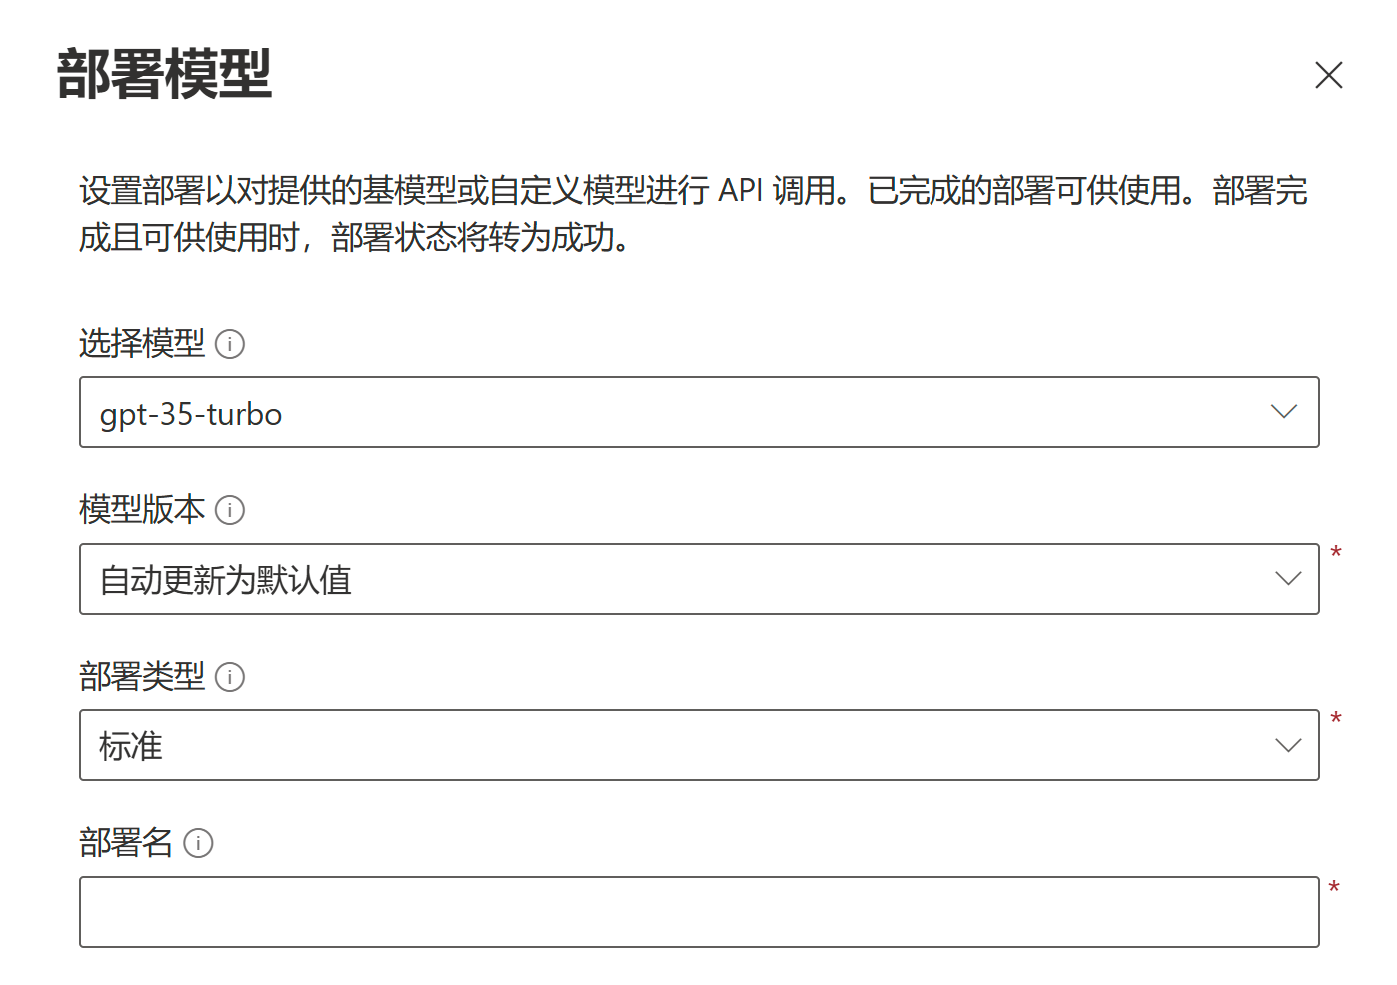 部署模型
设置部署以对提供的基模型或自定义模型进行 API 调用。已完成的部署可供使用。部署完
成且可供使用时，部署状态将转为成功。
选择模型
gpt-35-turbo
模型版本
自动更新为默认值
*
部署类型
标准
*
部署名
*